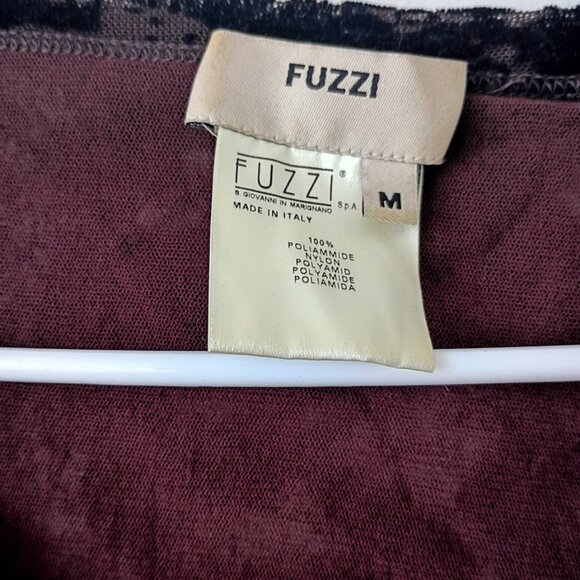 FUZZI
FUZZI ®
S. GIOVANNI IN MARIGNANO S.p.A.
MADE IN ITALY
M
100%
POLIAMMIDE
NYLON
POLYAMID
POLYAMIDE
POLIAMIDA